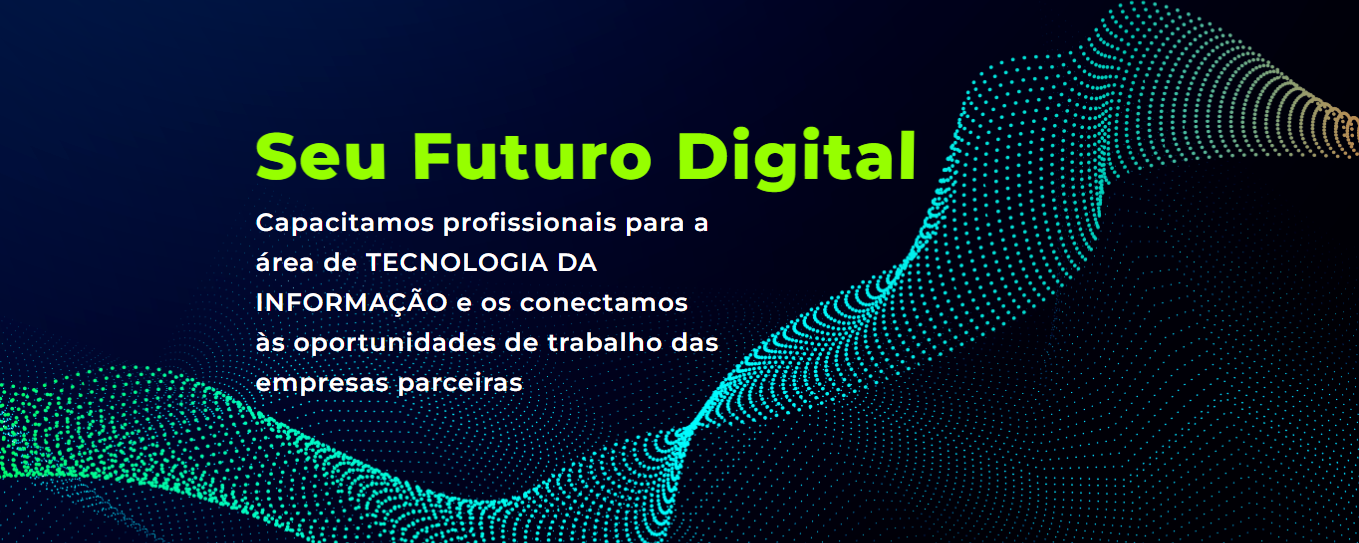 Seu Futuro Digital
Capacitamos profissionais para a
área de TECNOLOGIA DA
INFORMAÇÃO e os conectamos
às oportunidades de trabalho das
empresas parceiras